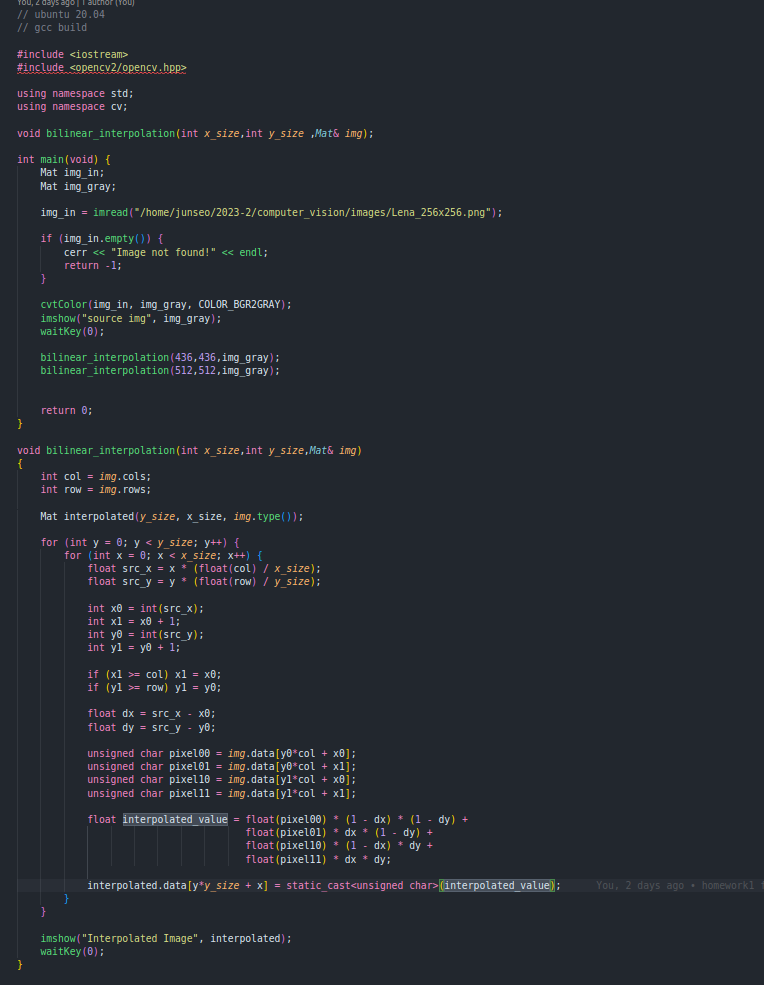 You, 2 days ago | 1 author (You)
// ubuntu 20.04
// gcc build
#include <iostream>
#include <opencv2/opencv.hpp>
using namespace std;
using namespace cv;
void bilinear_interpolation(int x_size,int y_size ,Mat& img);
int main(void) {
Mat img_in;
Mat img_gray;
img_in = imread("/home/junseo/2023-2/computer_vision/images/Lena_256x256.png");
if (img_in.empty()) {
cerr << "Image not found!" << endl;
return -1;
}
cvtColor(img_in, img_gray, COLOR_BGR2GRAY);
imshow("source img", img_gray);
waitKey(0);
bilinear_interpolation(436,436,img_gray);
bilinear_interpolation(512,512,img_gray);
return 0;
}
void bilinear_interpolation(int x_size,int y_size,Mat& img)
{
int col = img.cols;
int row = img.rows;
Mat interpolated(y_size, x_size, img.type());
for (int y = 0; y < y_size; y++) {
for (int x = 0; x < x_size; x++) {
float src_x = x * (float(col) / x_size);
float src_y = y * (float(row) / y_size);
int x0 = int(src_x);
int x1 = x0 + 1;
int y0 = int(src_y);
int y1 = y0 + 1;
if (x1 >= col) x1 = x0;
if (y1 >= row) y1 = y0;
float dx = src_x - x0;
float dy = src_y - y0;
unsigned char pixel00 = img.data[y0*col + x0];
unsigned char pixel01 = img.data[y0*col + x1];
unsigned char pixel10 = img.data[y1*col + x0];
unsigned char pixel11 = img.data[y1*col + x1];
float interpolated_value = float(pixel00) * (1 - dx) * (1 - dy) +
float(pixel01) * dx * (1 - dy) +
float(pixel10) * (1 - dx) * dy +
float(pixel11) * dx * dy;
interpolated.data[y*y_size + x] = static_cast<unsigned char>(interpolated_value); You, 2 days ago • homework1
}
}
imshow("Interpolated Image", interpolated);
waitKey(0);
}